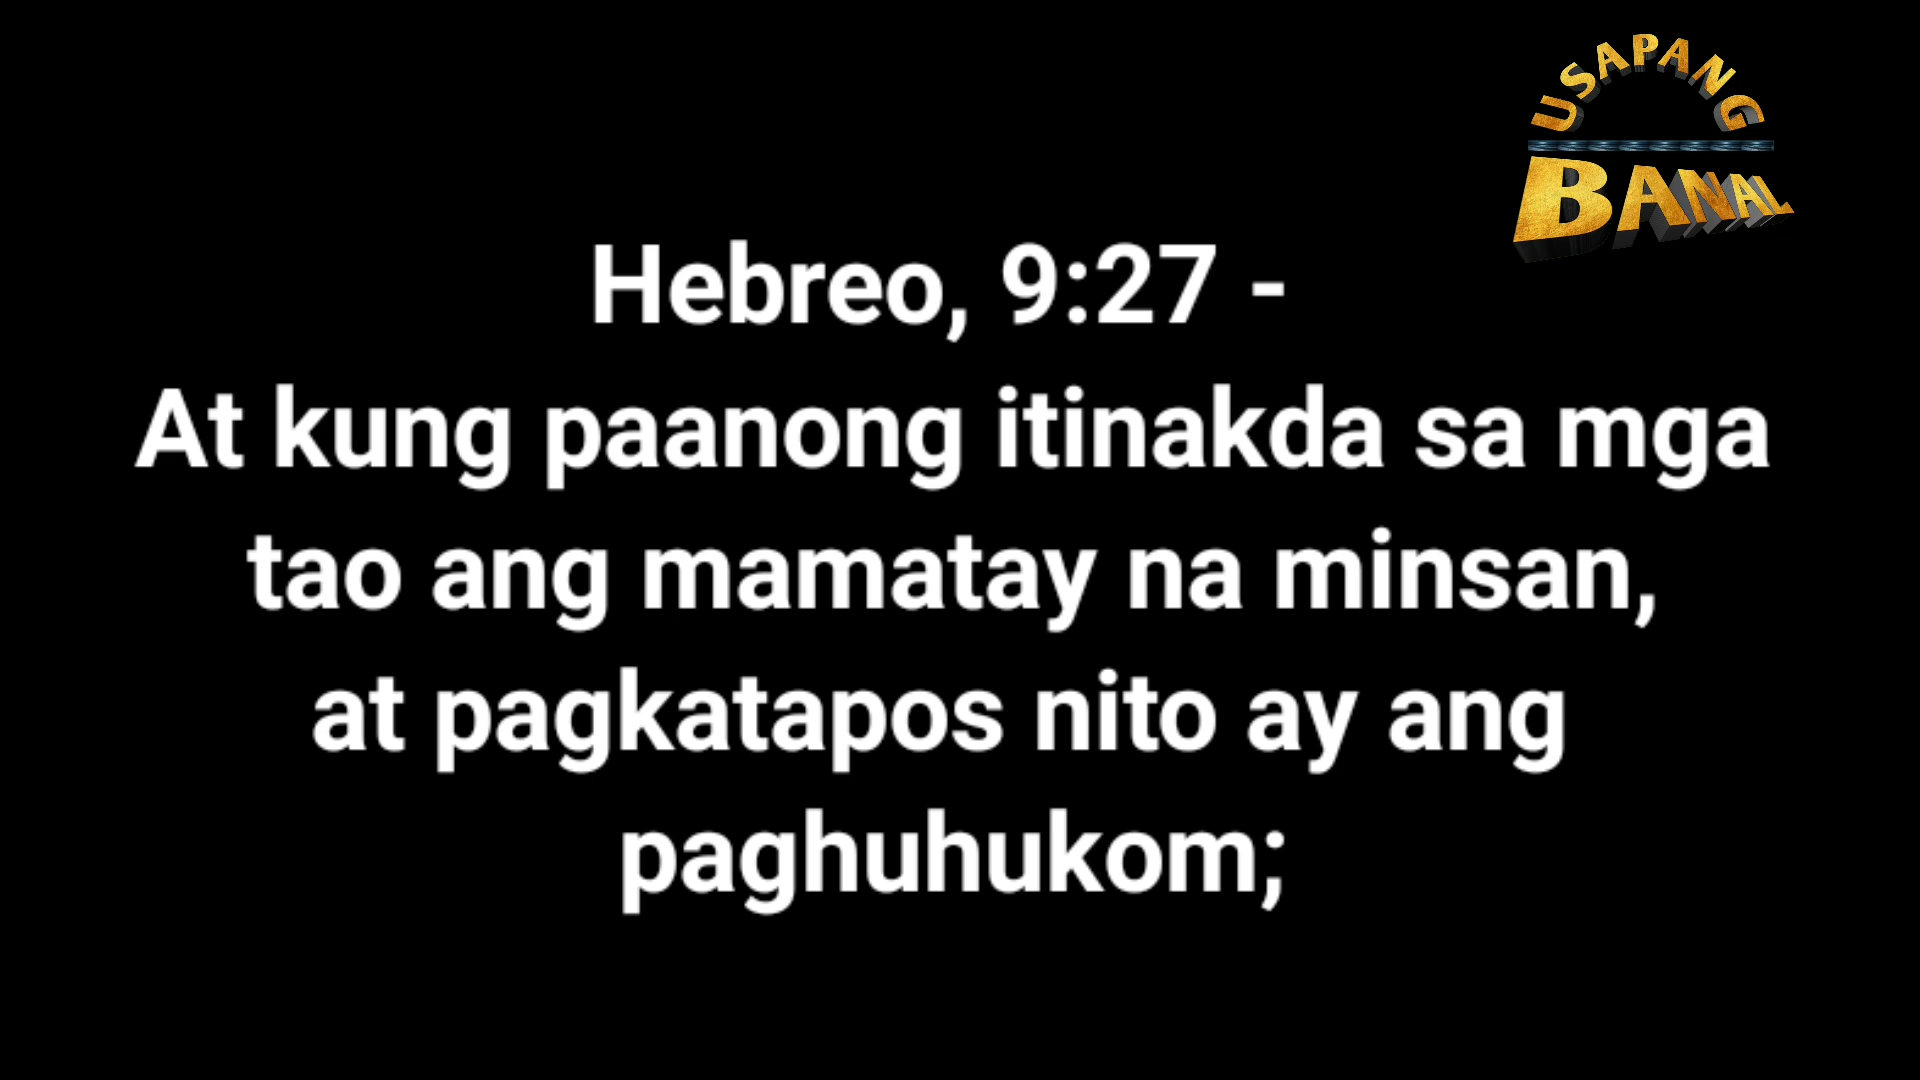 USAPANG
BANAL
Hebreo, 9:27 -
At kung paanong itinakda sa mga
tao ang mamatay na minsan,
at pagkatapos nito ay ang
paghuhukom;